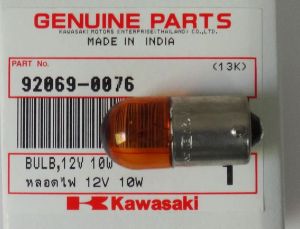 GENUINE PARTS
KAWASAKI MOTORS ENTERPRISE (THAILAND) CO.,LTD.
MADE IN INDIA
PART No.
(13K)
92069-0076
BULB,12V 10W
หลอดไฟ 12V 10W
Kawasaki